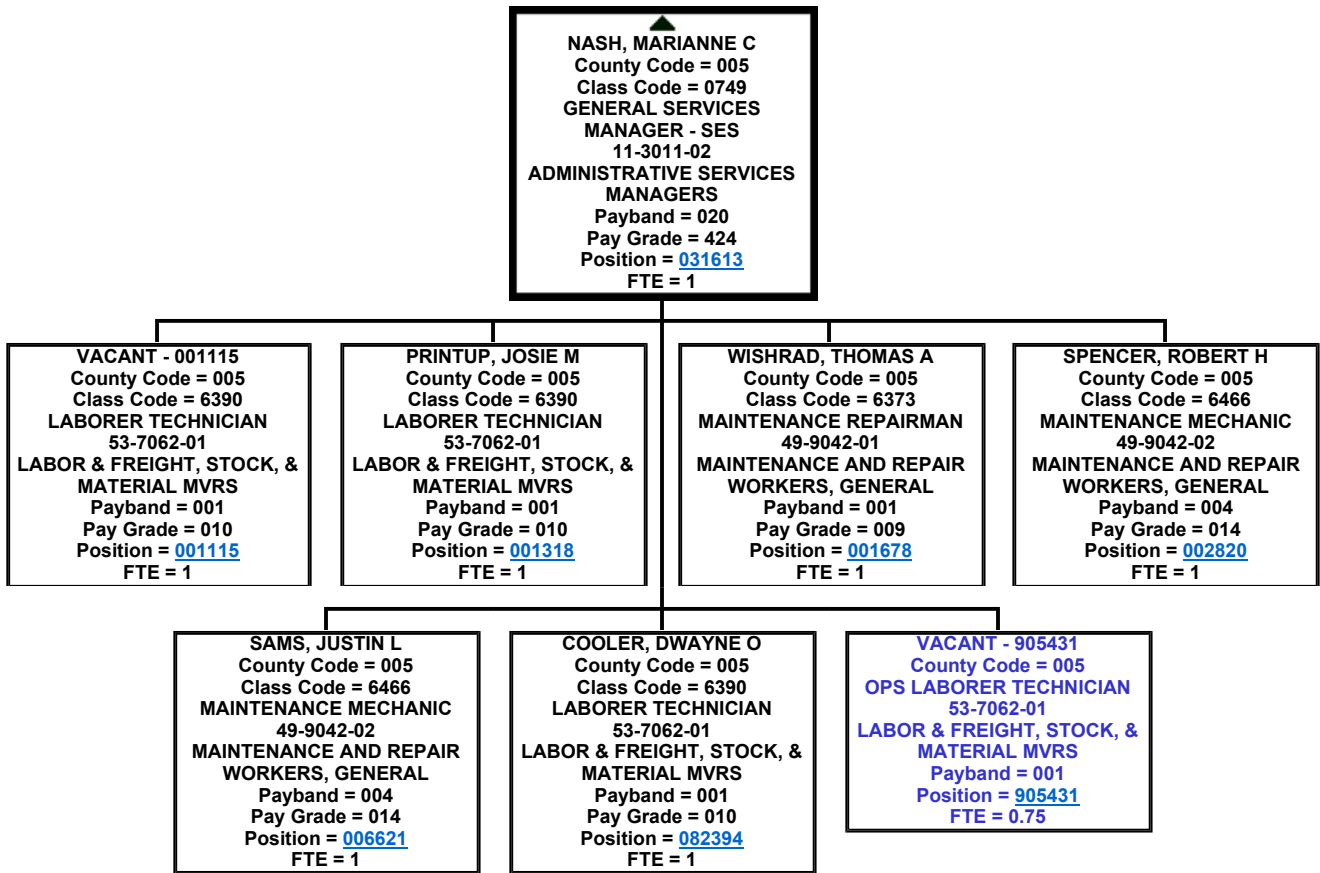 NASH, MARIANNE C
County Code = 005
Class Code = 0749
GENERAL SERVICES
MANAGER - SES
11-3011-02
ADMINISTRATIVE SERVICES
MANAGERS
Payband = 020
Pay Grade = 424
Position = 031613
FTE = 1
VACANT - 001115
County Code = 005
Class Code = 6390
LABORER TECHNICIAN
53-7062-01
LABOR & FREIGHT, STOCK, &
MATERIAL MVRS
Payband = 001
Pay Grade = 010
Position = 001115
FTE = 1
PRINTUP, JOSIE M
County Code = 005
Class Code = 6390
LABORER TECHNICIAN
53-7062-01
LABOR & FREIGHT, STOCK, &
MATERIAL MVRS
Payband = 001
Pay Grade = 010
Position = 001318
FTE = 1
WISHRAD, THOMAS A
County Code = 005
Class Code = 6373
MAINTENANCE REPAIRMAN
49-9042-01
MAINTENANCE AND REPAIR
WORKERS, GENERAL
Payband = 001
Pay Grade = 009
Position = 001678
FTE = 1
SPENCER, ROBERT H
County Code = 005
Class Code = 6466
MAINTENANCE MECHANIC
49-9042-02
MAINTENANCE AND REPAIR
WORKERS, GENERAL
Payband = 004
Pay Grade = 014
Position = 002820
FTE = 1
SAMS, JUSTIN L
County Code = 005
Class Code = 6466
MAINTENANCE MECHANIC
49-9042-02
MAINTENANCE AND REPAIR
WORKERS, GENERAL
Payband = 004
Pay Grade = 014
Position = 006621
FTE = 1
COOLER, DWAYNE O
County Code = 005
Class Code = 6390
LABORER TECHNICIAN
53-7062-01
LABOR & FREIGHT, STOCK, &
MATERIAL MVRS
Payband = 001
Pay Grade = 010
Position = 082394
FTE = 1
VACANT - 905431
County Code = 005
OPS LABORER TECHNICIAN
53-7062-01
LABOR & FREIGHT, STOCK, &
MATERIAL MVRS
Payband = 001
Position = 905431
FTE = 0.75